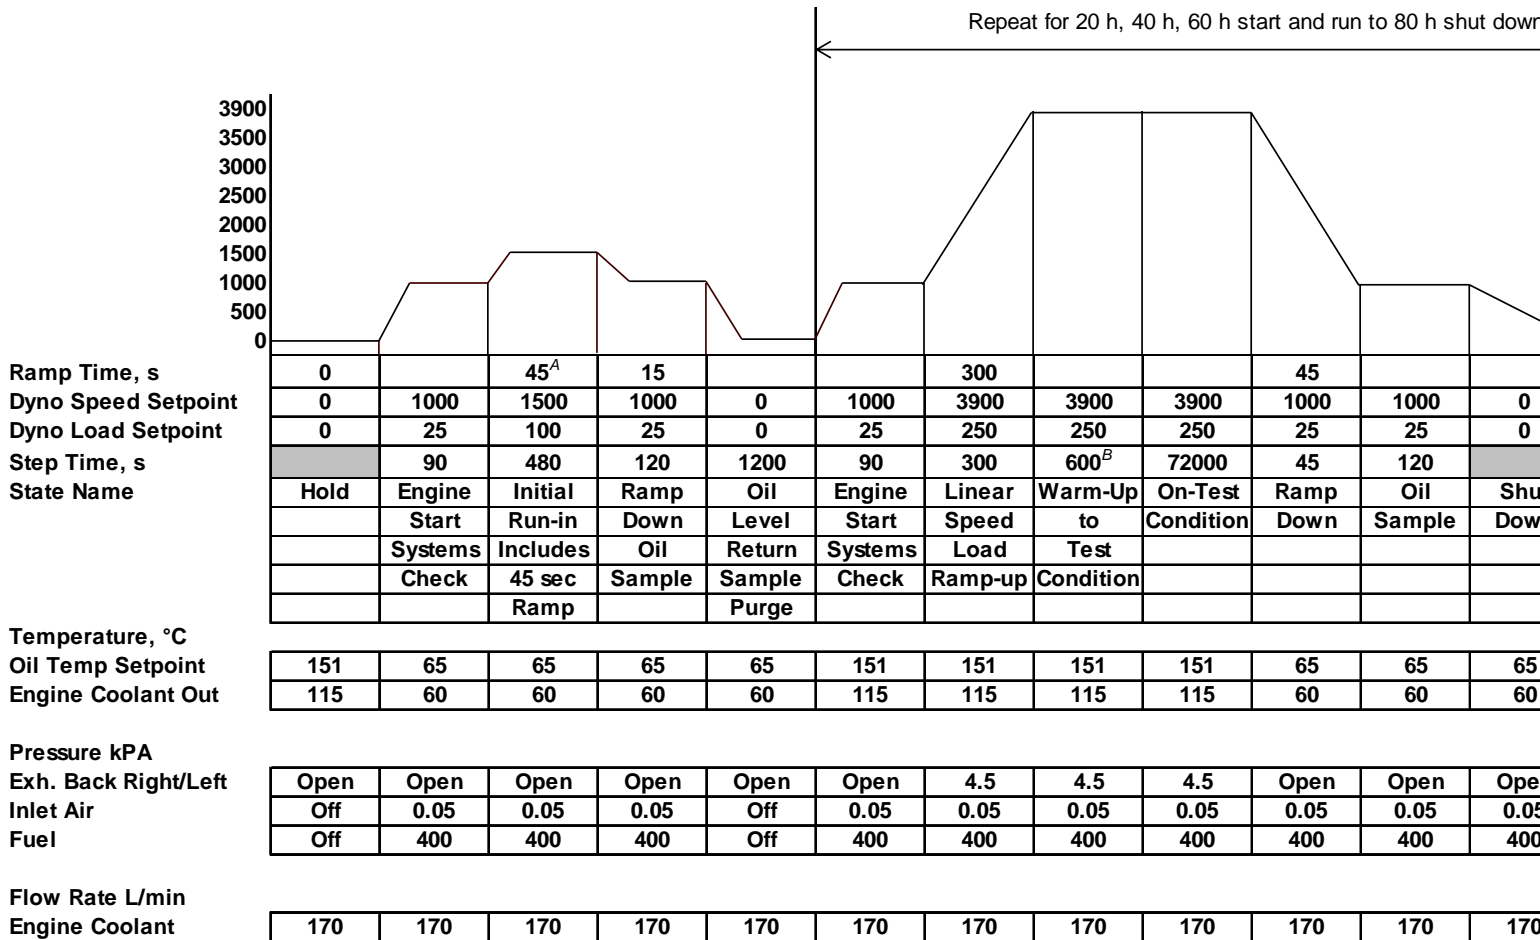 Repeat for 20 h, 40 h, 60 h start and run to 80 h shut down
3900
3500
3000
2500
2000
1500
1000
500
0
Ramp Time, s 0 45A 15 300 45
Dyno Speed Setpoint 0 1000 1500 1000 0 1000 3900 3900 3900 1000 1000 0
Dyno Load Setpoint 0 25 100 25 0 25 250 250 250 25 25 0
Step Time, s 90 480 120 1200 90 300 600B 72000 45 120
State Name Hold Engine Initial Ramp Oil Engine Linear Warm-Up On-Test Ramp Oil Shu
Start Run-in Down Level Start Speed to Condition Down Sample Dow
Systems Includes Oil Return Systems Load Test
Check 45 sec Sample Sample Check Ramp-up Condition
Ramp Purge
Temperature, °C
Oil Temp Setpoint 151 65 65 65 65 151 151 151 151 65 65 65
Engine Coolant Out 115 60 60 60 60 115 115 115 115 60 60 60
Pressure kPA
Exh. Back Right/Left Open Open Open Open Open Open 4.5 4.5 4.5 Open Open Ope
Inlet Air Off 0.05 0.05 0.05 Off 0.05 0.05 0.05 0.05 0.05 0.05 0.05
Fuel Off 400 400 400 Off 400 400 400 400 400 400 400
Flow Rate L/min
Engine Coolant 170 170 170 170 170 170 170 170 170 170 170 170